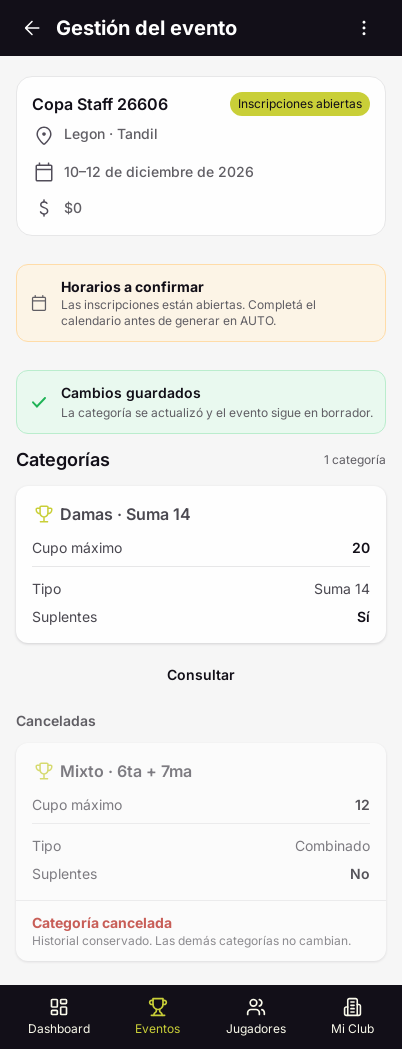 Gestión del evento
Copa Staff 26606
Inscripciones abiertas
Legon · Tandil
10–12 de diciembre de 2026
$0
Horarios a confirmar
Las inscripciones están abiertas. Completá el
calendario antes de generar en AUTO.
Cambios guardados
La categoría se actualizó y el evento sigue en borrador.
Categorías
1 categoría
Damas · Suma 14
Cupo máximo 20
Tipo Suma 14
Suplentes Sí
Consultar
Canceladas
Mixto · 6ta + 7ma
Cupo máximo 12
Tipo Combinado
Suplentes No
Categoría cancelada
Historial conservado. Las demás categorías no cambian.
Dashboard Eventos Jugadores Mi Club